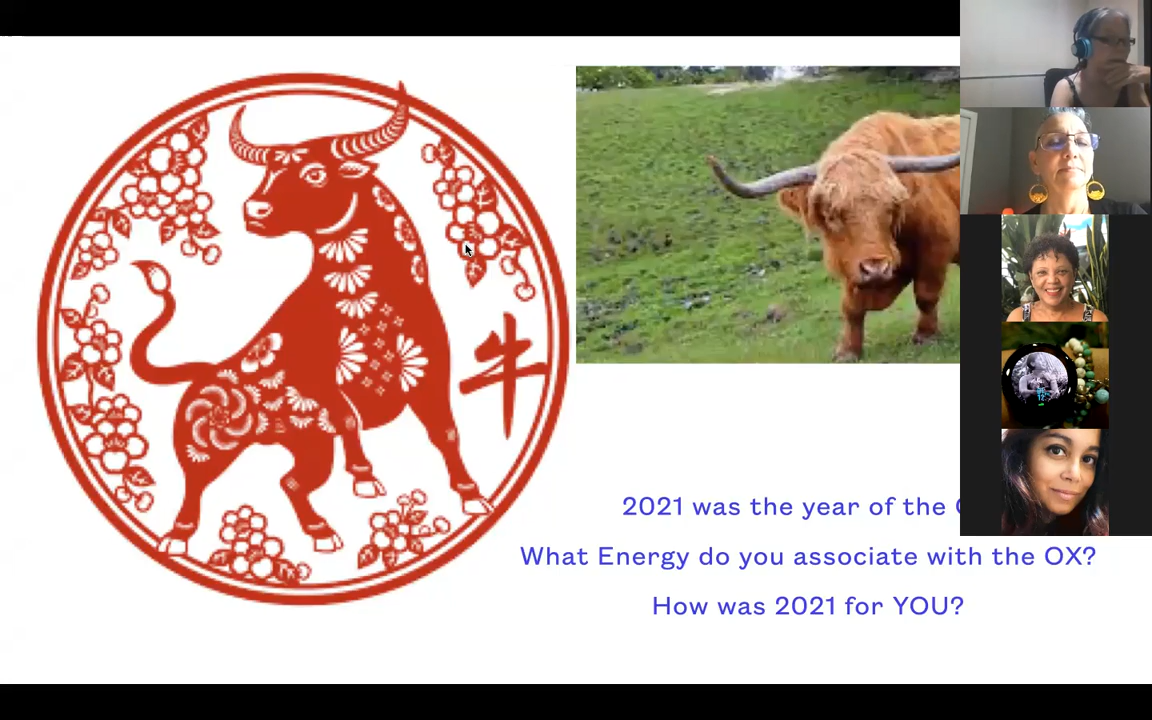 牛
2021 was the year of the
What Energy do you associate with the OX?
How was 2021 for YOU?